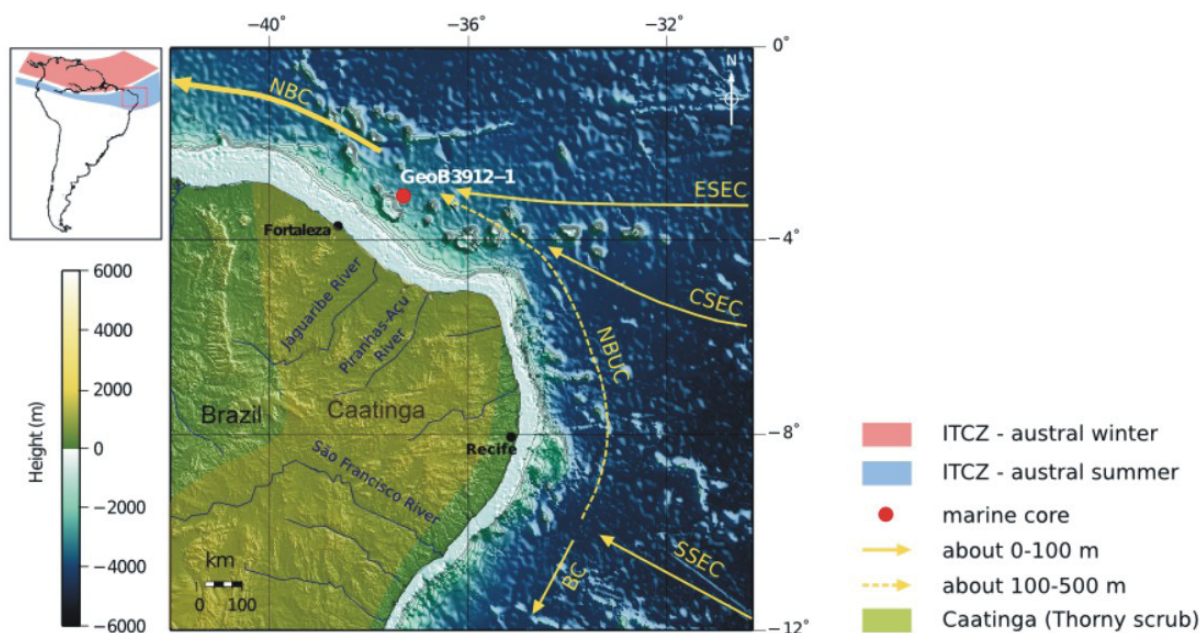 −40°
−36°
−32°
0°
−4°
−8°
−12°
N
NBC
GeoB3912−1
ESEC
Fortaleza
CSEC
Jaguaribe River
Piranhas-Açu
River
NBUC
Brazil
Caatinga
Recife
São Francisco River
SSEC
BC
km
0 100
6000
4000
2000
0
−2000
−4000
−6000
Height (m)
ITCZ - austral winter
ITCZ - austral summer
marine core
about 0-100 m
about 100-500 m
Caatinga (Thorny scrub)